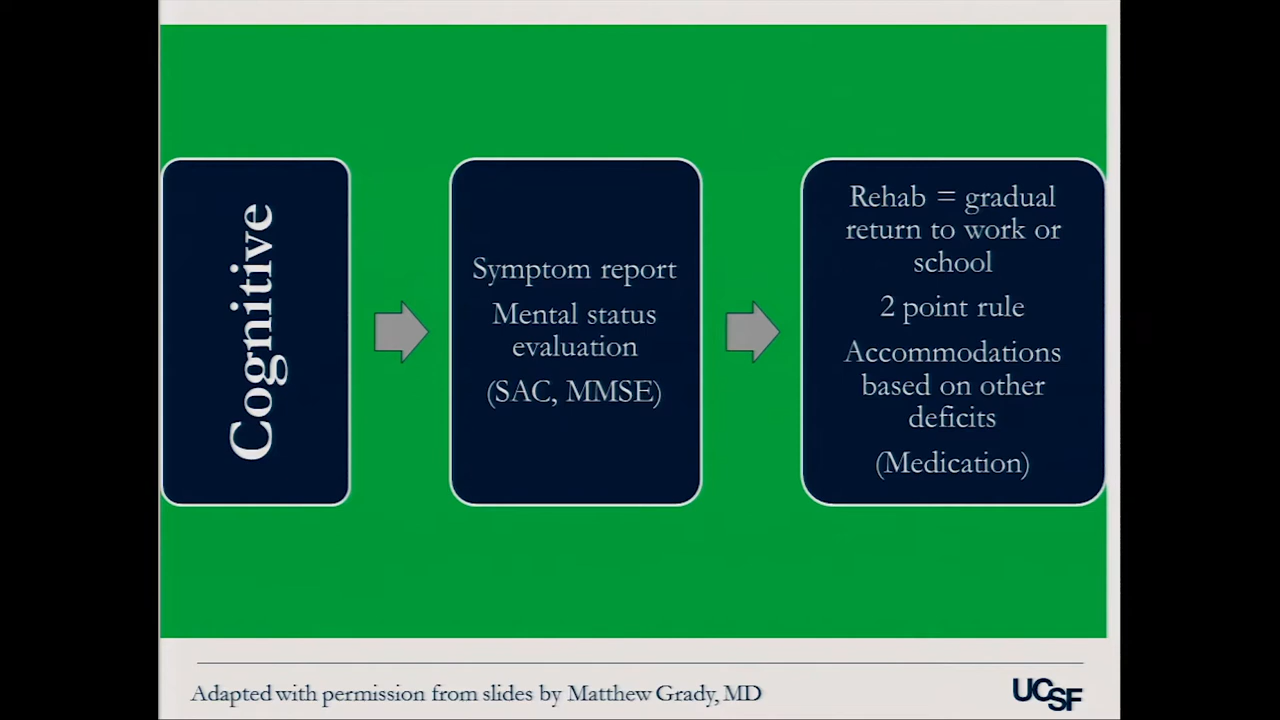 Cognitive
Symptom report
Mental status
evaluation
(SAC, MMSE)
Rehab = gradual
return to work or
school
2 point rule
Accommodations
based on other
deficits
(Medication)
Adapted with permission from slides by Matthew Grady, MD
UCSF